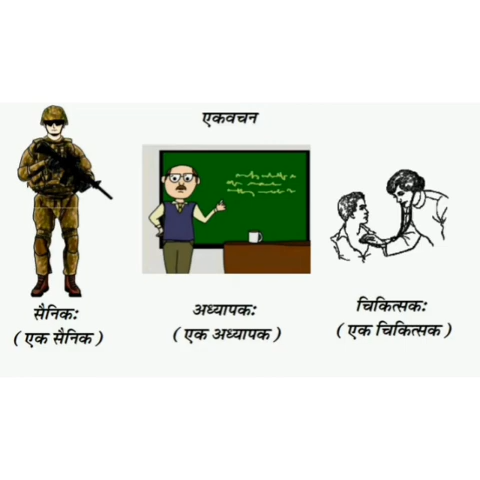 एकवचन
सैनिकः
( एक सैनिक )
अध्यापकः
( एक अध्यापक )
चिकित्सकः
( एक चिकित्सक )